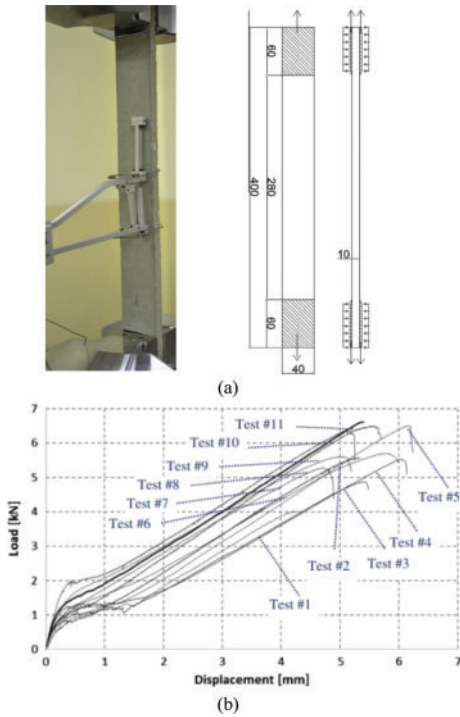 60
280
400
60
40
10
(a)
7
6
5
4
3
2
1
0
Load [kN]
Test #11
Test #10
Test #9
Test #8
Test #7
Test #6
Test #5
Test #4
Test #3
Test #2
Test #1
0 1 2 3 4 5 6 7
Displacement [mm]
(b)